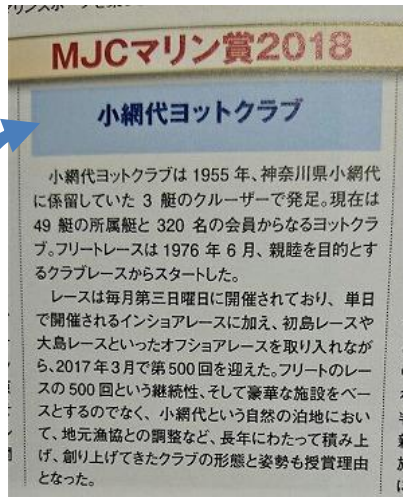 MJCマリン賞2018
小網代ヨットクラブ
小網代ヨットクラブは 1955 年、神奈川県小網代
に係留していた 3 艇のクルーザーで発足。現在は
49 艇の所属艇と 320 名の会員からなるヨットクラ
ブ。フリートレースは 1976 年 6 月、親睦を目的とす
るクラブレースからスタートした。
レースは毎月第三日曜日に開催されており、単日
で開催されるインショアレースに加え、初島レースや
大島レースといったオフショアレースを取り入れなが
ら、2017 年 3 月で第 500 回を迎えた。フリートのレー
スの 500 回という継続性、そして豪華な施設をベー
スとするのでなく、小網代という自然の泊地におい
て、地元漁協との調整など、長年にわたって積み上
げ、創り上げてきたクラブの形態と姿勢も授賞理由
となった。